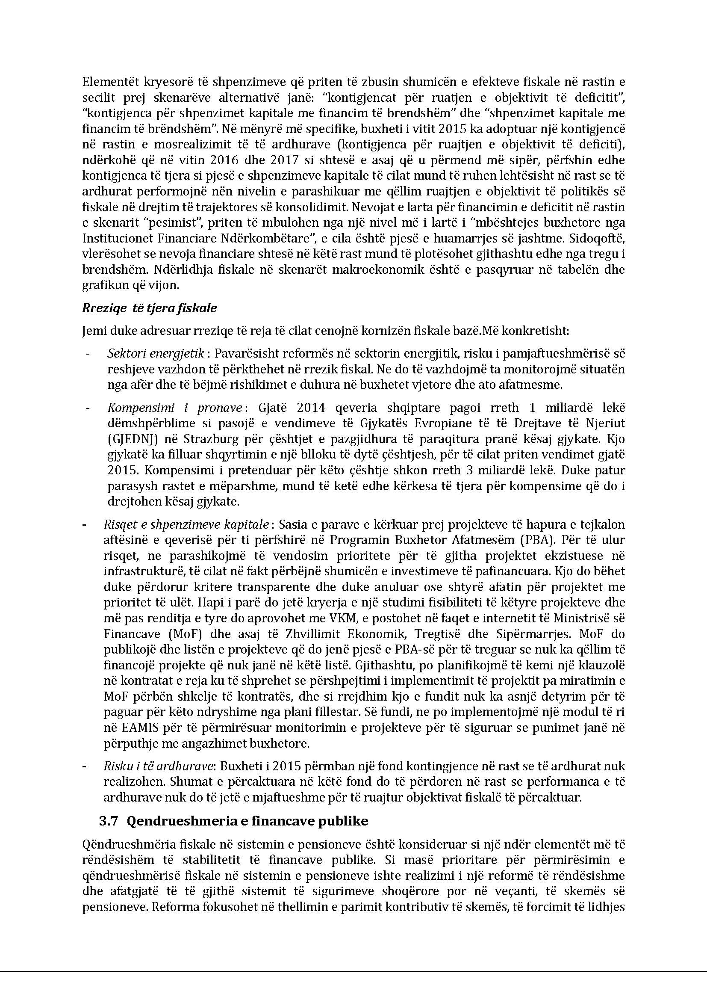 Elementët kryesorë të shpenzimeve që priten të zbusin shumicën e efekteve fiskale në rastin e
secilit prej skenarëve alternativë janë: “kontigjencat për ruatjen e objektivit të deficitit”,
“kontigjenca për shpenzimet kapitale me financim të brendshëm” dhe “shpenzimet kapitale me
financim të brëndshëm”. Në mënyrë më specifike, buxheti i vitit 2015 ka adoptuar një kontigjencë
në rastin e mosrealizimit të të ardhurave (kontigjenca për ruajtjen e objektivit të deficiti),
ndërkohë që në vitin 2016 dhe 2017 si shtesë e asaj që u përmend më sipër, përfshin edhe
kontigjenca të tjera si pjesë e shpenzimeve kapitale të cilat mund të ruhen lehtësisht në rast se të
ardhurat performojnë nën nivelin e parashikuar me qëllim ruajtjen e objektivit të politikës së
fiskale në drejtim të trajektores së konsolidimit. Nevojat e larta për financimin e deficitit në rastin
e skenarit “pesimist”, priten të mbulohen nga një nivel më i lartë i “mbështejes buxhetore nga
Institucionet Financiare Ndërkombëtare”, e cila është pjesë e huamarrjes së jashtme. Sidoqoftë,
vlerësohet se nevoja financiare shtesë në këtë rast mund të plotësohet gjithashtu edhe nga tregu i
brendshëm. Ndërlidhja fiskale në skenarët makroekonomik është e pasqyruar në tabelën dhe
grafikun që vijon.
Rreziqe të tjera fiskale
Jemi duke adresuar rreziqe të reja të cilat cenojnë kornizën fiskale bazë.Më konkretisht:
- Sektori energjetik : Pavarësisht reformës në sektorin energjitik, risku i pamjaftueshmërisë së
reshjeve vazhdon të përkthehet në rrezik fiskal. Ne do të vazhdojmë ta monitorojmë situatën
nga afër dhe të bëjmë rishikimet e duhura në buxhetet vjetore dhe ato afatmesme.
- Kompensimi i pronave : Gjatë 2014 qeveria shqiptare pagoi rreth 1 miliardë lekë
dëmshpërblime si pasojë e vendimeve të Gjykatës Evropiane të të Drejtave të Njeriut
(GJEDNJ) në Strazburg për çështjet e pazgjidhura të paraqitura pranë kësaj gjykate. Kjo
gjykatë ka filluar shqyrtimin e një blloku të dytë çështjesh, për të cilat priten vendimet gjatë
2015. Kompensimi i pretenduar për këto çështje shkon rreth 3 miliardë lekë. Duke patur
parasysh rastet e mëparshme, mund të ketë edhe kërkesa të tjera për kompensime që do i
drejtohen kësaj gjykate.
- Risqet e shpenzimeve kapitale : Sasia e parave e kërkuar prej projekteve të hapura e tejkalon
aftësinë e qeverisë për ti përfshirë në Programin Buxhetor Afatmesëm (PBA). Për të ulur
risqet, ne parashikojmë të vendosim prioritete për të gjitha projektet ekzistuese në
infrastrukturë, të cilat në fakt përbëjnë shumicën e investimeve të pafinancuara. Kjo do bëhet
duke përdorur kritere transparente dhe duke anuluar ose shtyrë afatin për projektet me
prioritet të ulët. Hapi i parë do jetë kryerja e një studimi fisibiliteti të këtyre projekteve dhe
më pas renditja e tyre do aprovohet me VKM, e postohet në faqet e internetit të Ministrisë së
Financave (MoF) dhe asaj të Zhvillimit Ekonomik, Tregtisë dhe Sipërmarrjes. MoF do
publikojë dhe listën e projekteve që do jenë pjesë e PBA-së për të treguar se nuk ka qëllim të
financojë projekte që nuk janë në këtë listë. Gjithashtu, po planifikojmë të kemi një klauzolë
në kontratat e reja ku të shprehet se përshpejtimi i implementimit të projektit pa miratimin e
MoF përbën shkelje të kontratës, dhe si rrejdhim kjo e fundit nuk ka asnjë detyrim për të
paguar për këto ndryshime nga plani fillestar. Së fundi, ne po implementojmë një modul të ri
në EAMIS për të përmirësuar monitorimin e projekteve për të siguruar se punimet janë në
përputhje me angazhimet buxhetore.
- Risku i të ardhurave: Buxheti i 2015 përmban një fond kontingjence në rast se të ardhurat nuk
realizohen. Shumat e përcaktuara në këtë fond do të përdoren në rast se performanca e të
ardhurave nuk do të jetë e mjaftueshme për të ruajtur objektivat fiskalë të përcaktuar.
3.7 Qendrueshmeria e financave publike
Qëndrueshmëria fiskale në sistemin e pensioneve është konsideruar si një ndër elementët më të
rëndësishëm të stabilitetit të financave publike. Si masë prioritare për përmirësimin e
qëndrueshmërisë fiskale në sistemin e pensioneve ishte realizimi i një reformë të rëndësishme
dhe afatgjatë të të gjithë sistemit të sigurimeve shoqërore por në veçanti, të skemës së
pensioneve. Reforma fokusohet në thellimin e parimit kontributiv të skemës, të forcimit të lidhjes